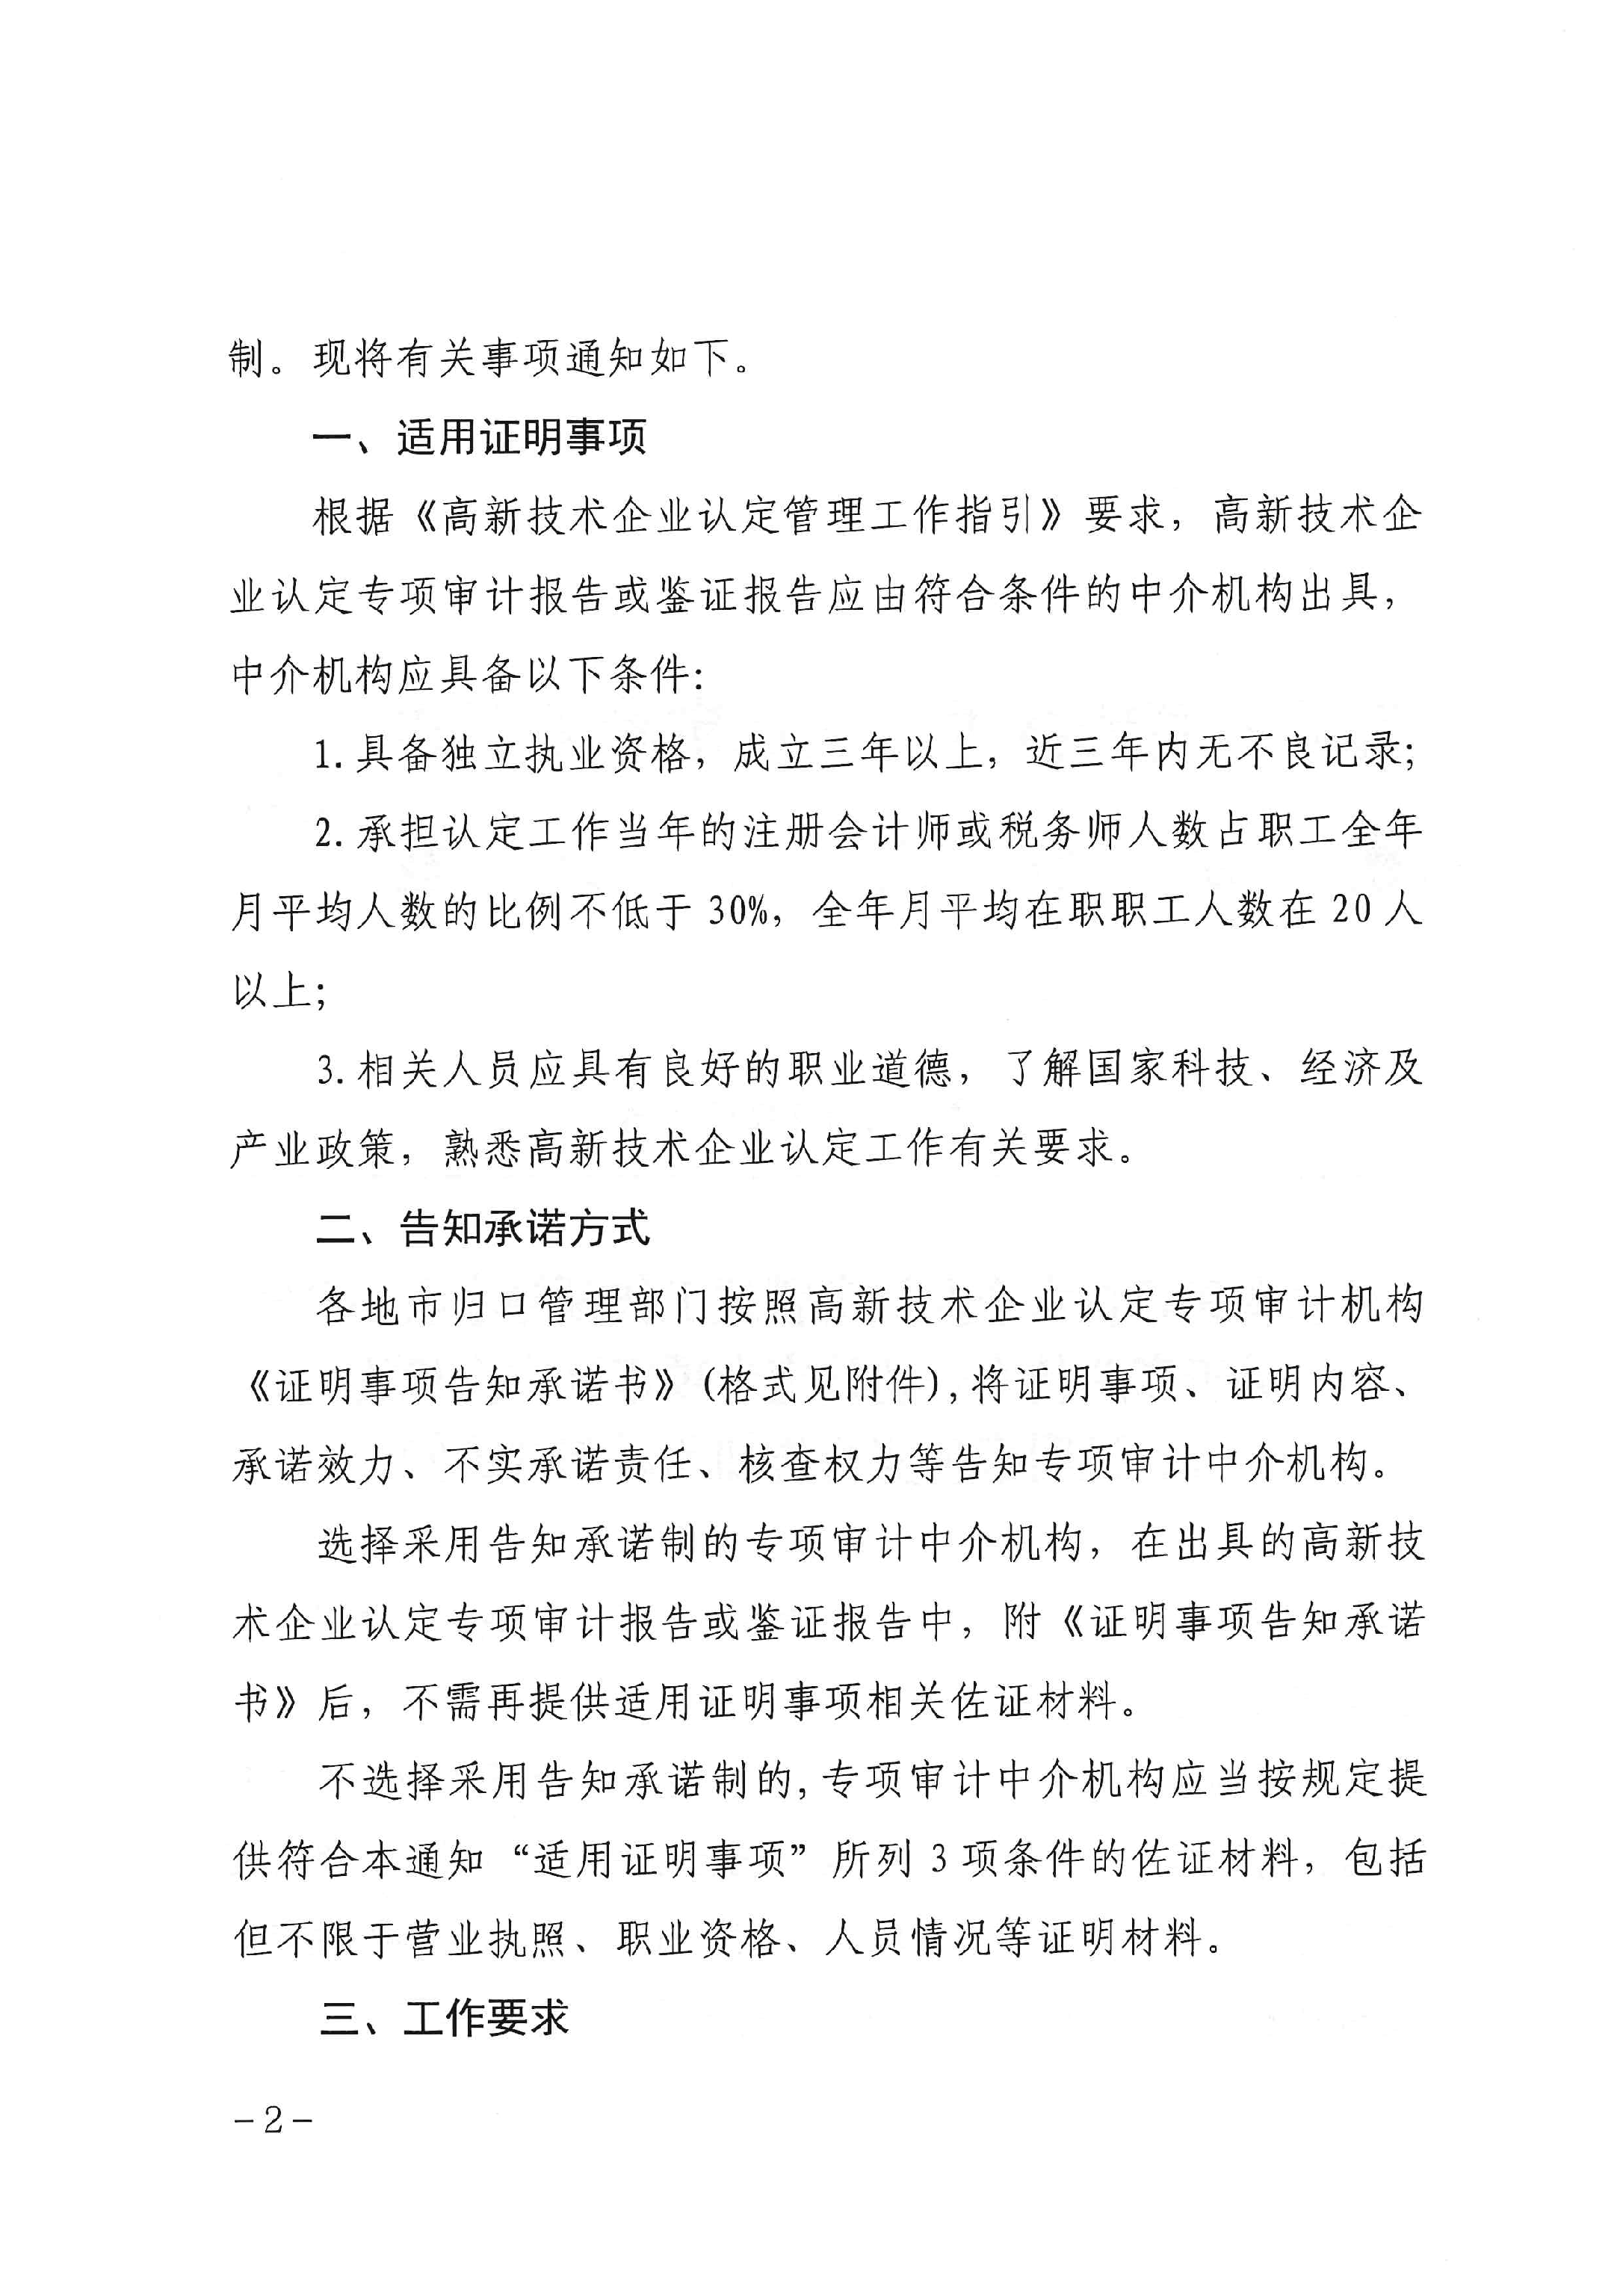 制。现将有关事项通知如下。
一、适用证明事项
根据《高新技术企业认定管理工作指引》要求，高新技术企
业认定专项审计报告或鉴证报告应由符合条件的中介机构出具，
中介机构应具备以下条件：
1. 具备独立执业资格，成立三年以上，近三年内无不良记录；
2. 承担认定工作当年的注册会计师或税务师人数占职工全年
月平均人数的比例不低于 30%，全年月平均在职职工人数在 20 人
以上；
3. 相关人员应具有良好的职业道德，了解国家科技、经济及
产业政策，熟悉高新技术企业认定工作有关要求。
二、告知承诺方式
各地市归口管理部门按照高新技术企业认定专项审计机构
《证明事项告知承诺书》(格式见附件),将证明事项、证明内容、
承诺效力、不实承诺责任、核查权力等告知专项审计中介机构。
选择采用告知承诺制的专项审计中介机构，在出具的高新技
术企业认定专项审计报告或鉴证报告中，附《证明事项告知承诺
书》后，不需再提供适用证明事项相关佐证材料。
不选择采用告知承诺制的,专项审计中介机构应当按规定提
供符合本通知“适用证明事项”所列 3 项条件的佐证材料，包括
但不限于营业执照、职业资格、人员情况等证明材料。
三、工作要求
－2－